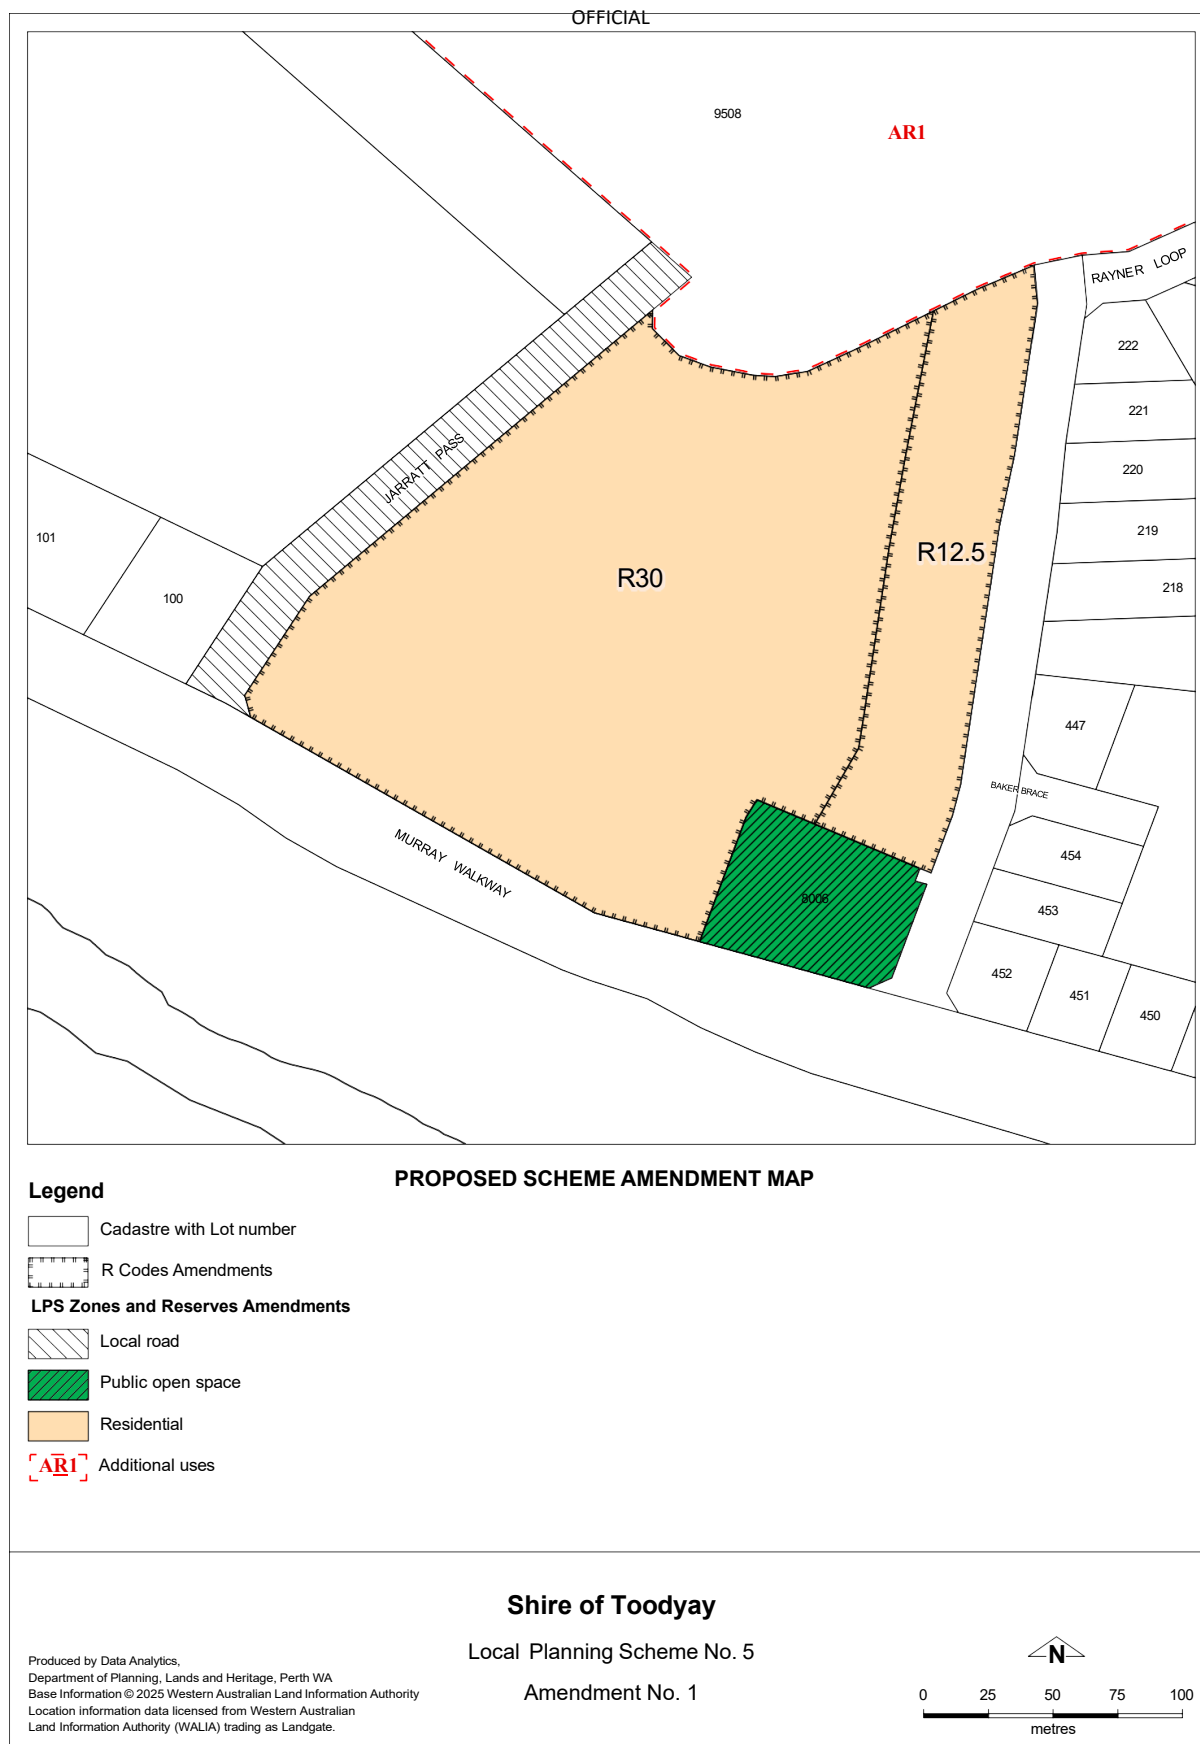 OFFICIAL
9508
AR1
RAYNER LOOP
222
221
220
219
218
JARRATT PASS
101
100
R30
R12.5
447
BAKER BRACE
454
453
452
451
450
8006
MURRAY WALKWAY
PROPOSED SCHEME AMENDMENT MAP
Legend
Cadastre with Lot number
R Codes Amendments
LPS Zones and Reserves Amendments
Local road
Public open space
Residential
AR1 Additional uses
Shire of Toodyay
Local Planning Scheme No. 5
Amendment No. 1
Produced by Data Analytics,
Department of Planning, Lands and Heritage, Perth WA
Base Information © 2025 Western Australian Land Information Authority
Location information data licensed from Western Australian
Land Information Authority (WALIA) trading as Landgate.
N
0 25 50 75 100
metres